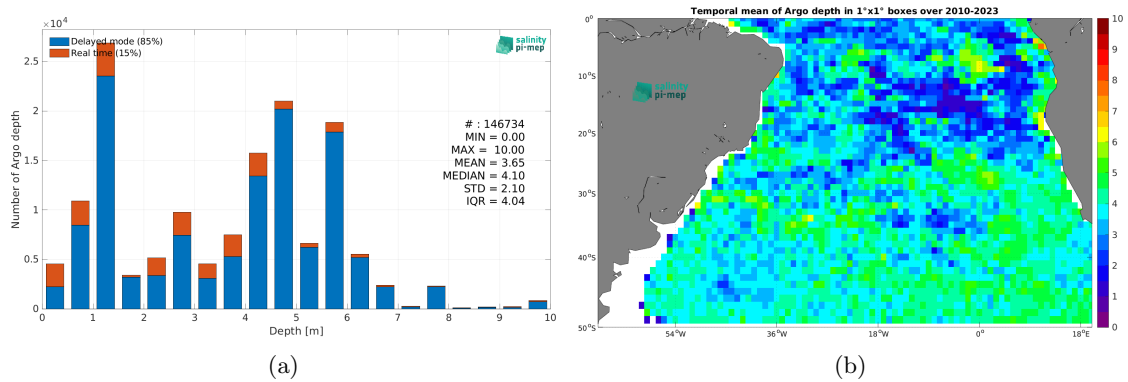 ×10⁴
Delayed mode (85%)
Real time (15%)
salinity
pi-mep
2.5
2
1.5
1
0.5
0
Number of Argo depth
# : 146734
MIN = 0.00
MAX = 10.00
MEAN = 3.65
MEDIAN = 4.10
STD = 2.10
IQR = 4.04
0 1 2 3 4 5 6 7 8 9 10
Depth [m]
(a)
Temporal mean of Argo depth in 1°x1° boxes over 2010-2023
0°
10°S
20°S
30°S
40°S
50°S
salinity
pi-mep
54°W 36°W 18°W 0° 18°E
10
9
8
7
6
5
4
3
2
1
0
(b)